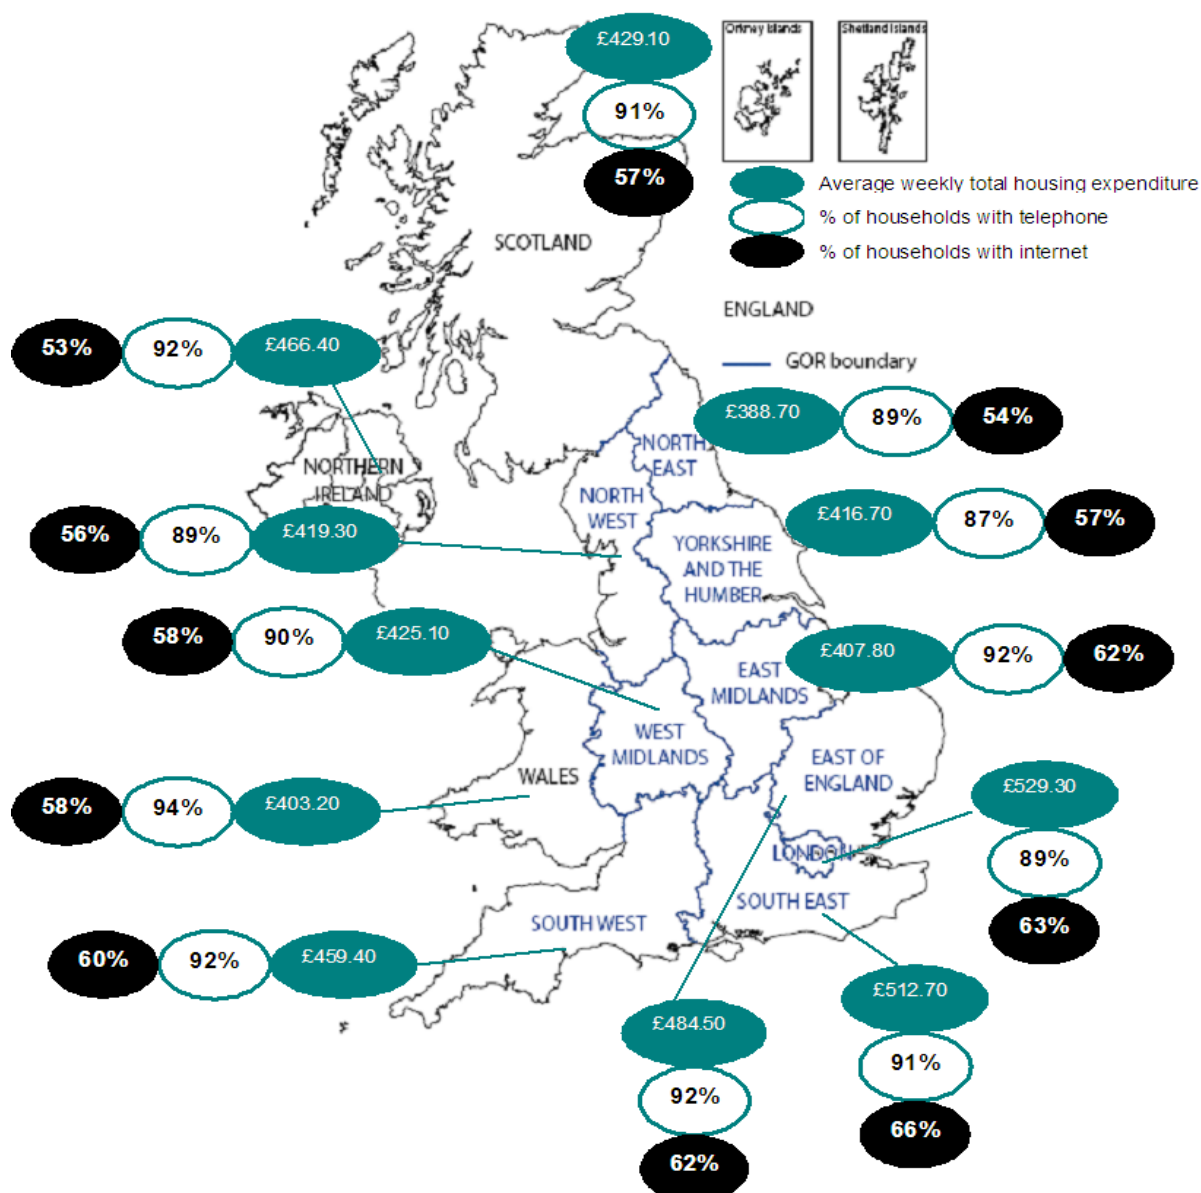 £429.10
91%
57%
Orkney Islands
Shetland Islands
Average weekly total housing expenditure
% of households with telephone
% of households with internet
SCOTLAND
ENGLAND
GOR boundary
53%
92%
£466.40
£388.70
89%
54%
NORTH
EAST
NORTHERN
IRELAND
NORTH
WEST
56%
89%
£419.30
£416.70
87%
57%
YORKSHIRE
AND THE
HUMBER
58%
90%
£425.10
£407.80
92%
62%
EAST
MIDLANDS
WEST
MIDLANDS
EAST OF
ENGLAND
WALES
58%
94%
£403.20
£529.30
89%
63%
LONDON
SOUTH EAST
SOUTH WEST
60%
92%
£459.40
£484.50
92%
62%
£512.70
91%
66%